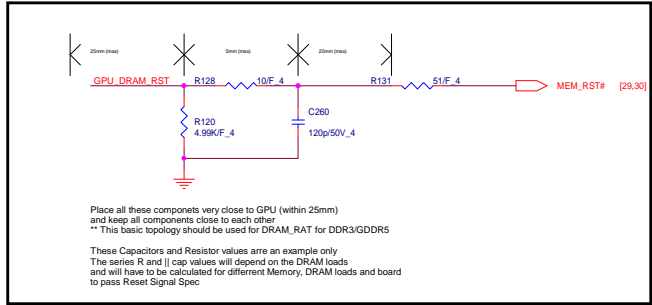 25mm (max) 5mm (max) 25mm (max)
GPU_DRAM_RST R128 10/F_4 R131 51/F_4 MEM_RST# [29,30]
R120
4.99K/F_4
C260
120p/50V_4
Place all these componets very close to GPU (within 25mm)
and keep all components close to each other
** This basic topology should be used for DRAM_RAT for DDR3/GDDR5
These Capacitors and Resistor values arre an example only
The series R and || cap values will depend on the DRAM loads
and will have to be calculated for different Memory, DRAM loads and board
to pass Reset Signal Spec